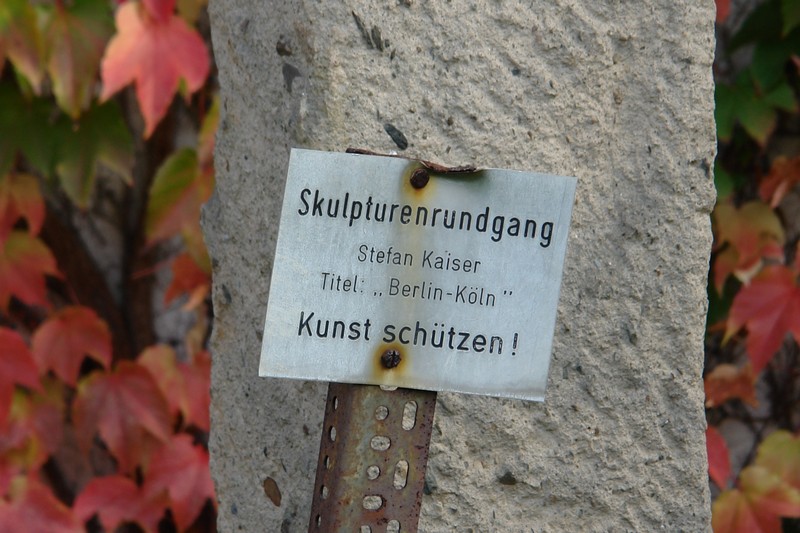 Skulpturenrundgang
Stefan Kaiser
Titel: „Berlin-Köln”
Kunst schützen!